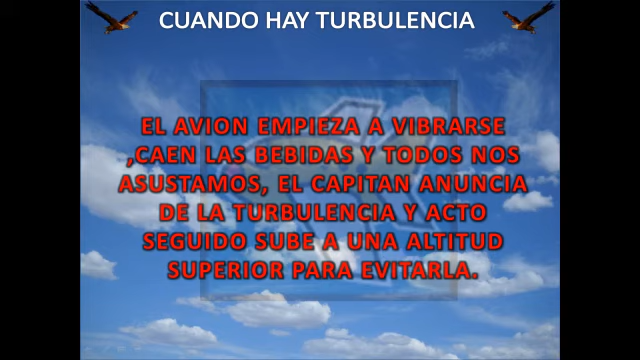 CUANDO HAY TURBULENCIA
EL AVION EMPIEZA A VIBRARSE
,CAEN LAS BEBIDAS Y TODOS NOS
ASUSTAMOS, EL CAPITAN ANUNCIA
DE LA TURBULENCIA Y ACTO
SEGUIDO SUBE A UNA ALTITUD
SUPERIOR PARA EVITARLA.